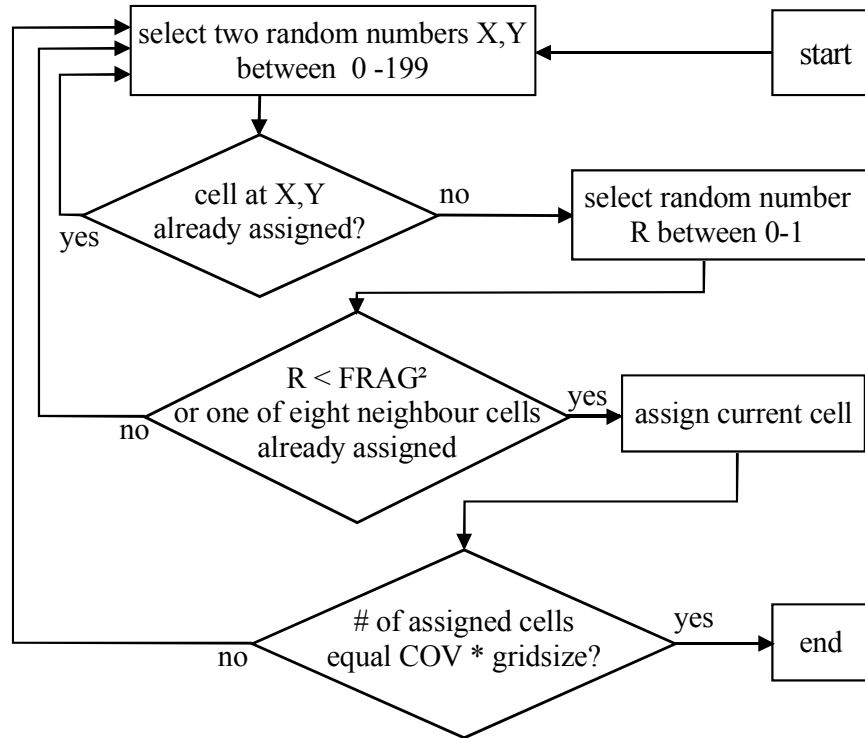 select two random numbers X,Y
between 0 -199
start
cell at X,Y
already assigned?
yes
no
select random number
R between 0-1
R < FRAG²
or one of eight neighbour cells
already assigned
no
yes
assign current cell
# of assigned cells
equal COV * gridsize?
no
yes
end